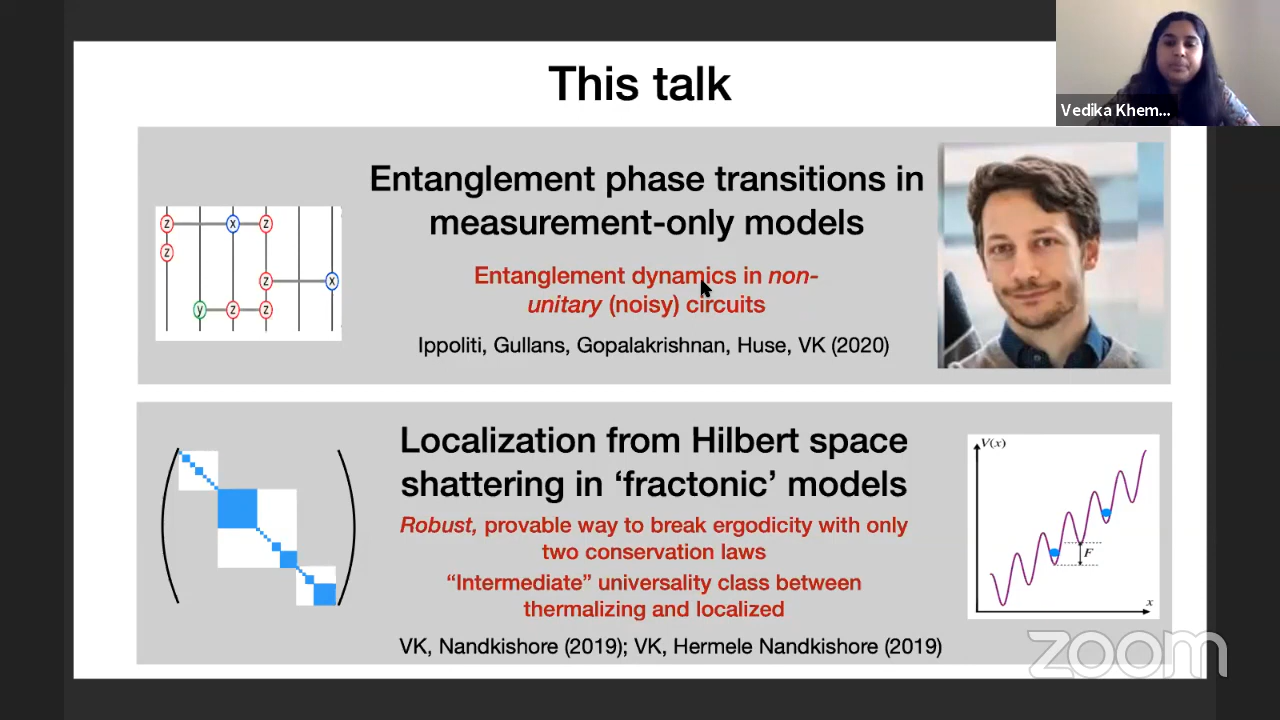 This talk
Vedika Khem...
Entanglement phase transitions in
measurement-only models
Z X Z
Z
Z X
y Z Z
Entanglement dynamics in non-
unitary (noisy) circuits
Ippoliti, Gullans, Gopalakrishnan, Huse, VK (2020)
Localization from Hilbert space
shattering in ‘fractonic’ models
Robust, provable way to break ergodicity with only
two conservation laws
“Intermediate” universality class between
thermalizing and localized
VK, Nandkishore (2019); VK, Hermele Nandkishore (2019)
V(x)
F
x
zoom